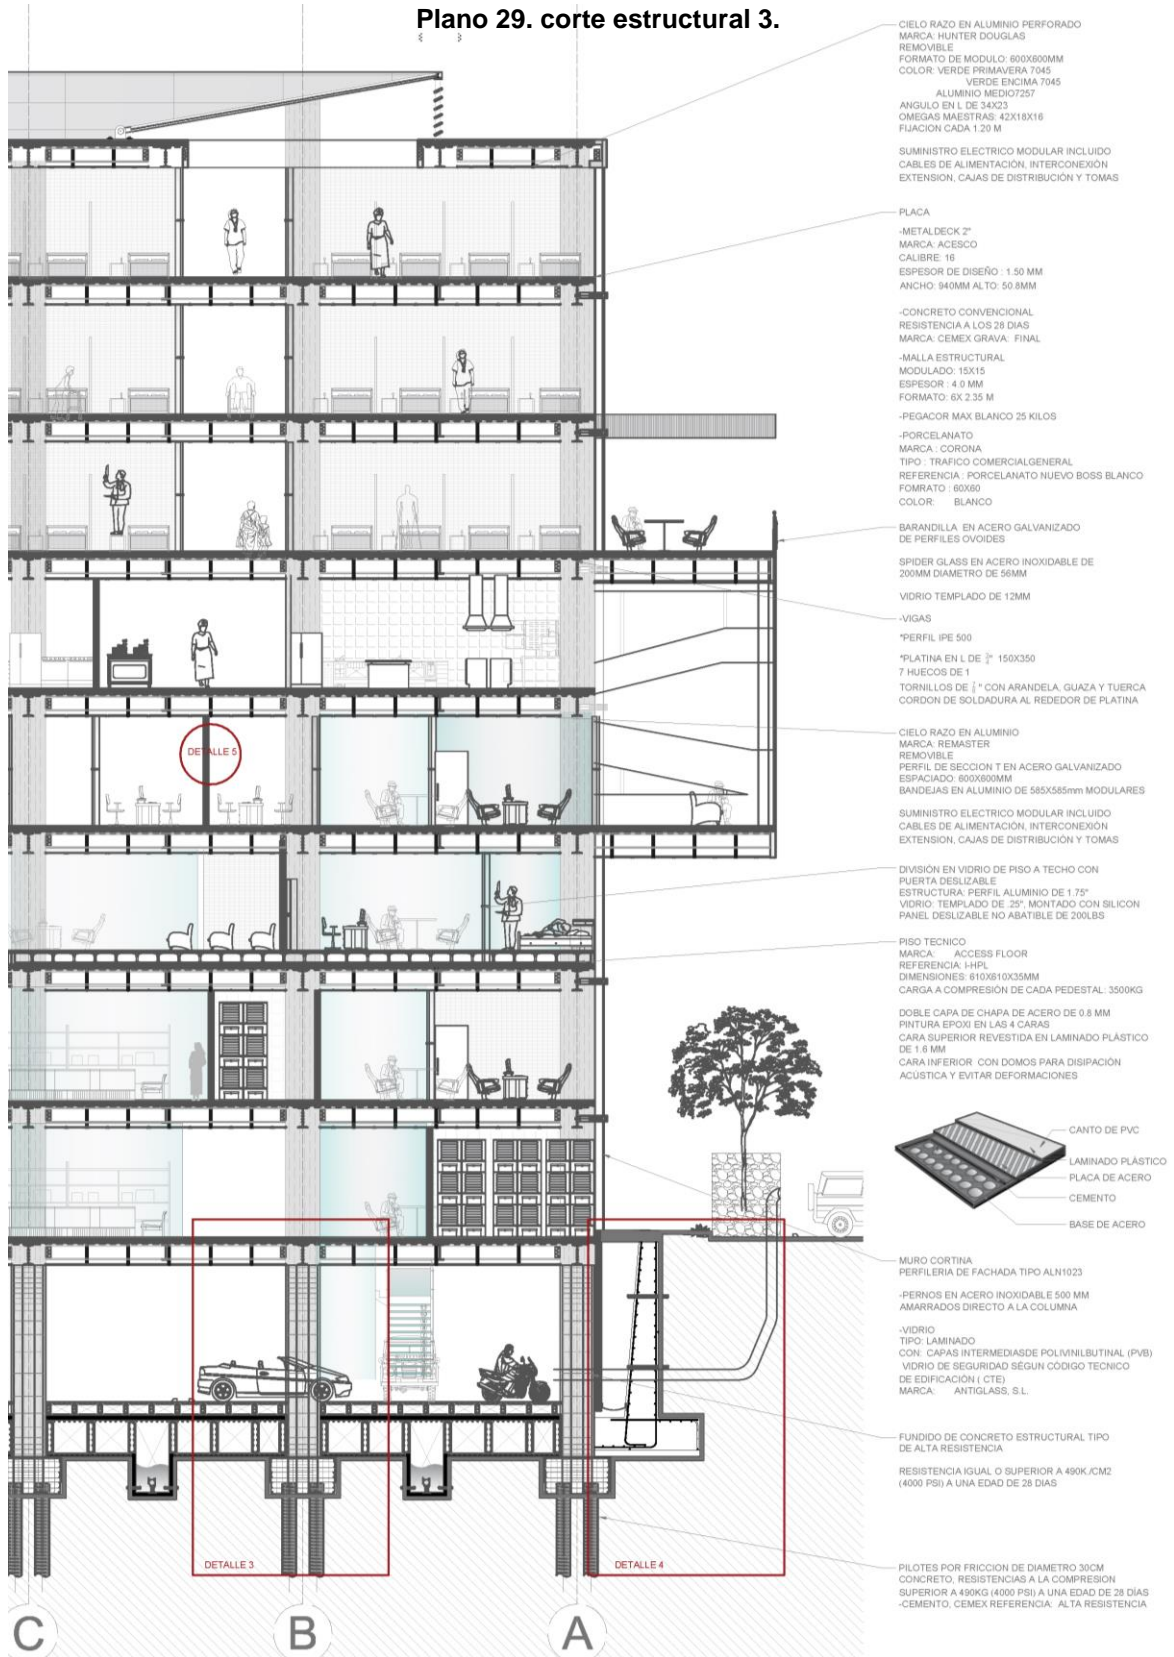 Plano 29. corte estructural 3.
CIELO RAZO EN ALUMINIO PERFORADO
MARCA: HUNTER DOUGLAS
REMOVIBLE
FORMATO DE MODULO: 600X600MM
COLOR: VERDE PRIMAVERA 7045
VERDE ENCIMA 7045
ALUMINIO MEDIO7257
ANGULO EN L DE 34X23
OMEGAS MAESTRAS: 42X18X16
FIJACION CADA 1.20 M
SUMINISTRO ELECTRICO MODULAR INCLUIDO
CABLES DE ALIMENTACIÓN, INTERCONEXIÓN
EXTENSION, CAJAS DE DISTRIBUCIÓN Y TOMAS
PLACA
-METALDECK 2"
MARCA: ACESCO
CALIBRE: 16
ESPESOR DE DISEÑO : 1.50 MM
ANCHO: 940MM ALTO: 50.8MM
-CONCRETO CONVENCIONAL
RESISTENCIA A LOS 28 DIAS
MARCA: CEMEX GRAVA: FINAL
-MALLA ESTRUCTURAL
MODULADO: 15X15
ESPESOR : 4.0 MM
FORMATO: 6X 2.35 M
-PEGACOR MAX BLANCO 25 KILOS
-PORCELANATO
MARCA : CORONA
TIPO : TRAFICO COMERCIALGENERAL
REFERENCIA : PORCELANATO NUEVO BOSS BLANCO
FOMRATO : 60X60
COLOR: BLANCO
BARANDILLA EN ACERO GALVANIZADO
DE PERFILES OVOIDES
SPIDER GLASS EN ACERO INOXIDABLE DE
200MM DIAMETRO DE 56MM
VIDRIO TEMPLADO DE 12MM
-VIGAS
*PERFIL IPE 500
*PLATINA EN L DE 150X350
7 HUECOS DE 1
TORNILLOS DE " CON ARANDELA, GUAZA Y TUERCA
CORDON DE SOLDADURA AL REDEDOR DE PLATINA
CIELO RAZO EN ALUMINIO
MARCA: REMASTER
REMOVIBLE
PERFIL DE SECCION T EN ACERO GALVANIZADO
ESPACIADO: 600X600MM
BANDEJAS EN ALUMINIO DE 585X585mm MODULARES
SUMINISTRO ELECTRICO MODULAR INCLUIDO
CABLES DE ALIMENTACIÓN, INTERCONEXIÓN
EXTENSION, CAJAS DE DISTRIBUCIÓN Y TOMAS
DIVISIÓN EN VIDRIO DE PISO A TECHO CON
PUERTA DESLIZABLE
ESTRUCTURA: PERFIL ALUMINIO DE 1.75"
VIDRIO: TEMPLADO DE .25", MONTADO CON SILICON
PANEL DESLIZABLE NO ABATIBLE DE 200LBS
PISO TECNICO
MARCA: ACCESS FLOOR
REFERENCIA: I-HPL
DIMENSIONES: 610X610X35MM
CARGA A COMPRESIÓN DE CADA PEDESTAL: 3500KG
DOBLE CAPA DE CHAPA DE ACERO DE 0.8 MM
PINTURA EPOXI EN LAS 4 CARAS
CARA SUPERIOR REVESTIDA EN LAMINADO PLÁSTICO
DE 1.6 MM
CARA INFERIOR CON DOMOS PARA DISIPACIÓN
ACÚSTICA Y EVITAR DEFORMACIONES
CANTO DE PVC
LAMINADO PLÁSTICO
PLACA DE ACERO
CEMENTO
BASE DE ACERO
MURO CORTINA
PERFILERIA DE FACHADA TIPO ALN1023
-PERNOS EN ACERO INOXIDABLE 500 MM
AMARRADOS DIRECTO A LA COLUMNA
-VIDRIO
TIPO: LAMINADO
CON: CAPAS INTERMEDIASDE POLIVINILBUTINAL (PVB)
VIDRIO DE SEGURIDAD SÉGUN CÓDIGO TECNICO
DE EDIFICACIÓN ( CTE)
MARCA: ANTIGLASS, S.L.
FUNDIDO DE CONCRETO ESTRUCTURAL TIPO
DE ALTA RESISTENCIA
RESISTENCIA IGUAL O SUPERIOR A 490K./CM2
(4000 PSI) A UNA EDAD DE 28 DIAS
PILOTES POR FRICCION DE DIAMETRO 30CM
CONCRETO, RESISTENCIAS A LA COMPRESION
SUPERIOR A 490KG (4000 PSI) A UNA EDAD DE 28 DÍAS
-CEMENTO, CEMEX REFERENCIA: ALTA RESISTENCIA
DETALLE 5
DETALLE 3
DETALLE 4
C
B
A